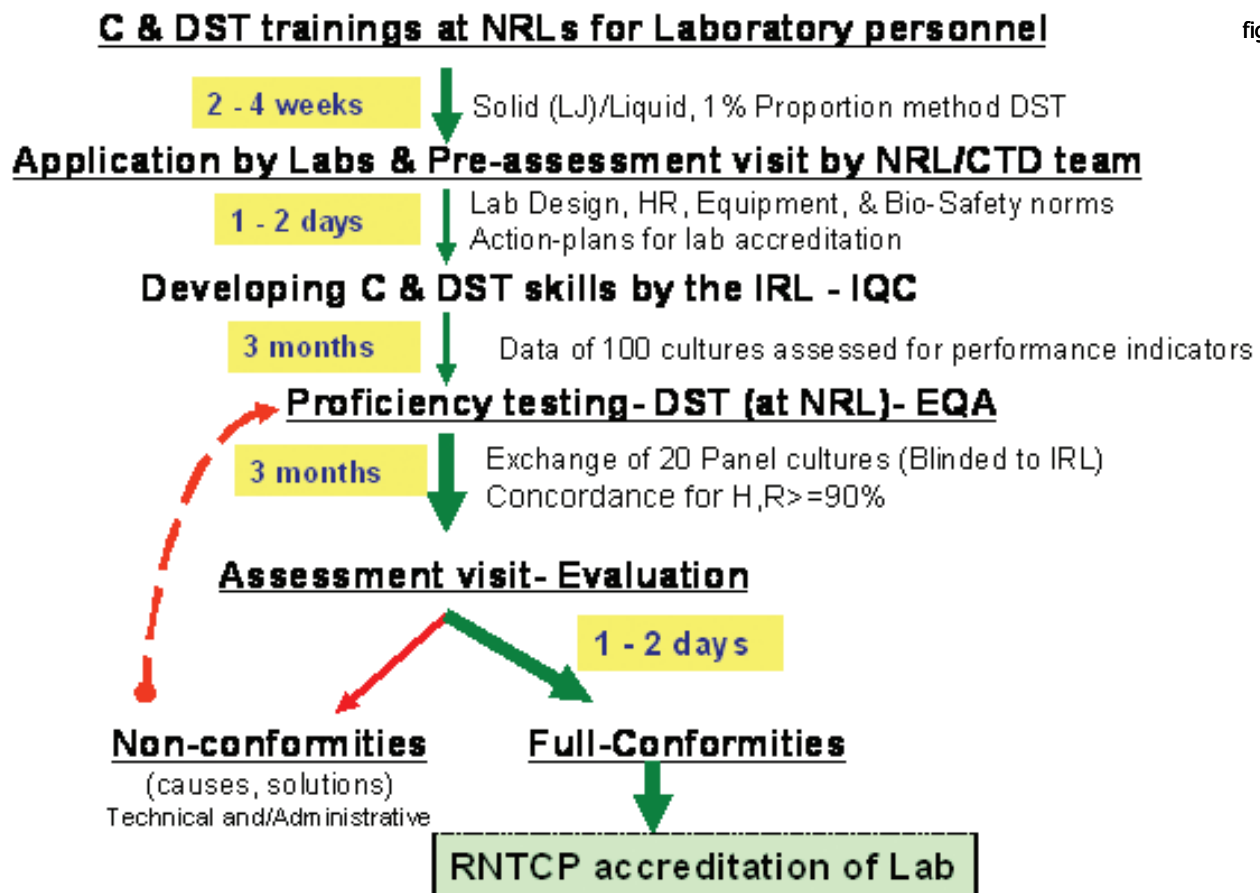 C & DST trainings at NRLs for Laboratory personnel
fig
2 - 4 weeks
Solid (LJ)/Liquid, 1% Proportion method DST
Application by Labs & Pre-assessment visit by NRL/CTD team
1 - 2 days
Lab Design, HR, Equipment, & Bio-Safety norms
Action-plans for lab accreditation
Developing C & DST skills by the IRL - IQC
3 months
Data of 100 cultures assessed for performance indicators
Proficiency testing- DST (at NRL)- EQA
3 months
Exchange of 20 Panel cultures (Blinded to IRL)
Concordance for H,R>=90%
Assessment visit- Evaluation
1 - 2 days
Non-conformities
(causes, solutions)
Technical and/Administrative
Full-Conformities
RNTCP accreditation of Lab